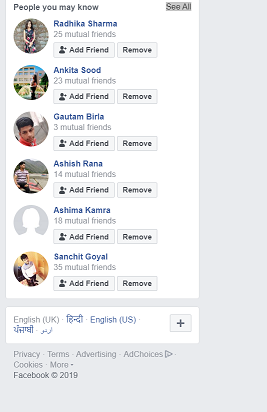 People you may know See All
Radhika Sharma
25 mutual friends
Add Friend Remove
Ankita Sood
23 mutual friends
Add Friend Remove
Gautam Birla
3 mutual friends
Add Friend Remove
Ashish Rana
14 mutual friends
Add Friend Remove
Ashima Kamra
18 mutual friends
Add Friend Remove
Sanchit Goyal
35 mutual friends
Add Friend Remove
English (UK) · हिन्दी · English (US) ·
ਪੰਜਾਬੀ · اردو
Privacy · Terms · Advertising · AdChoices ·
Cookies · More
Facebook © 2019